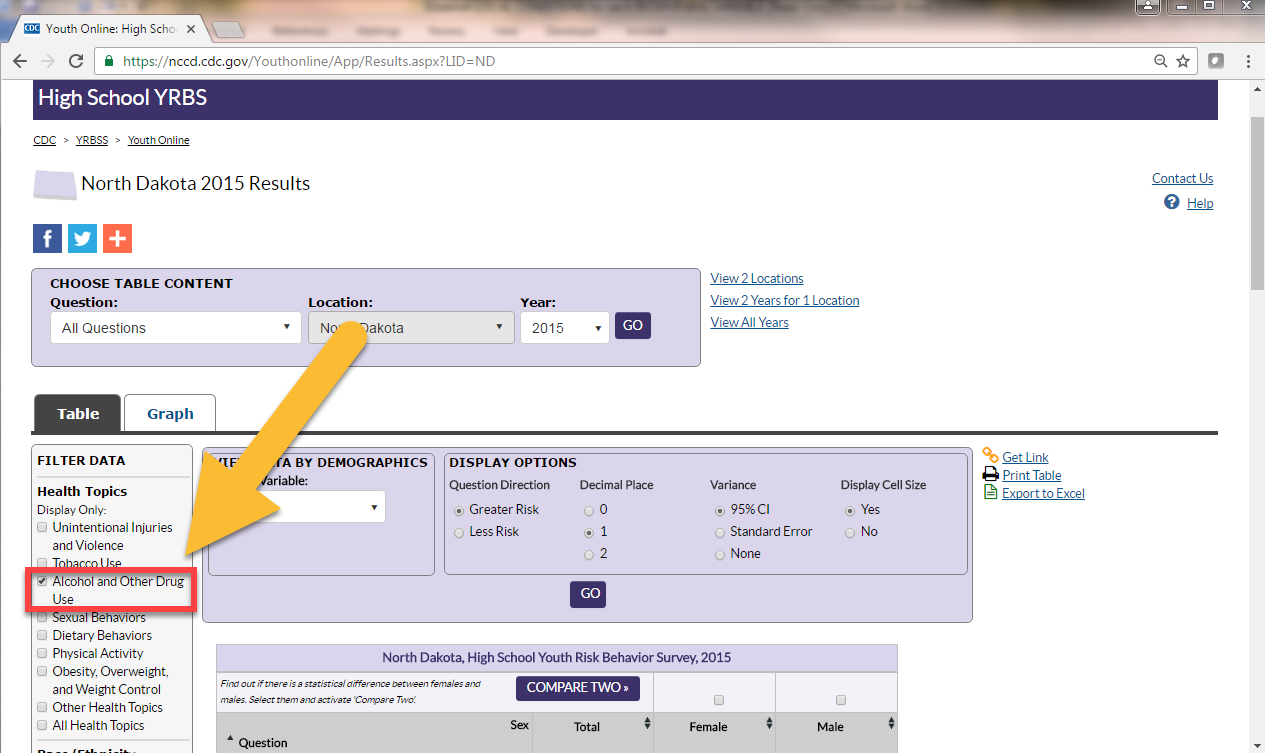 Youth Online: High Scho
https://nccd.cdc.gov/Youthonline/App/Results.aspx?LID=ND
High School YRBS
CDC > YRBSS > Youth Online
North Dakota 2015 Results
Contact Us
Help
CHOOSE TABLE CONTENT
Question: Location: Year:
All Questions Dakota 2015 GO
View 2 Locations
View 2 Years for 1 Location
View All Years
Table Graph
FILTER DATA
Health Topics
Display Only:
Unintentional Injuries
and Violence
Tobacco Use
Alcohol and Other Drug
Use
Sexual Behaviors
Dietary Behaviors
Physical Activity
Obesity, Overweight,
and Weight Control
Other Health Topics
All Health Topics
BY DEMOGRAPHICS
Variable:
DISPLAY OPTIONS
Question Direction Decimal Place Variance Display Cell Size
Greater Risk 0 95% CI Yes
Less Risk 1 Standard Error No
2 None
GO
Get Link
Print Table
Export to Excel
North Dakota, High School Youth Risk Behavior Survey, 2015
Find out if there is a statistical difference between females and
males. Select them and activate 'Compare Two'.
COMPARE TWO »
Sex Total Female Male
Question